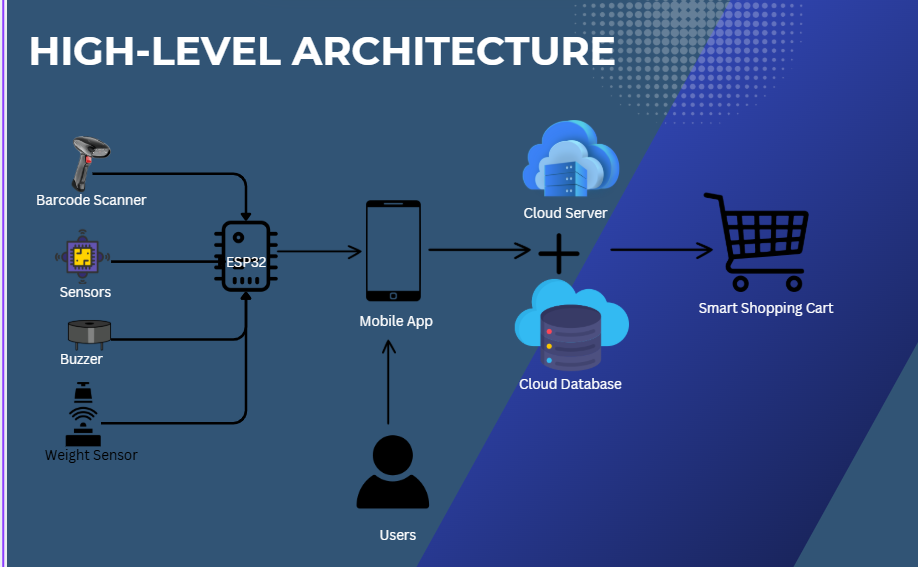 HIGH-LEVEL ARCHITECTURE
Barcode Scanner
Sensors
Buzzer
Weight Sensor
ESP32
Mobile App
Users
Cloud Server
Cloud Database
Smart Shopping Cart